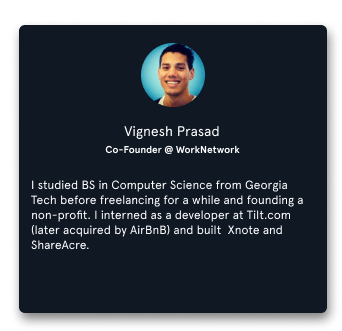 Vignesh Prasad
Co-Founder @ WorkNetwork
I studied BS in Computer Science from Georgia
Tech before freelancing for a while and founding a
non-profit. I interned as a developer at Tilt.com
(later acquired by AirBnB) and built  Xnote and
ShareAcre.